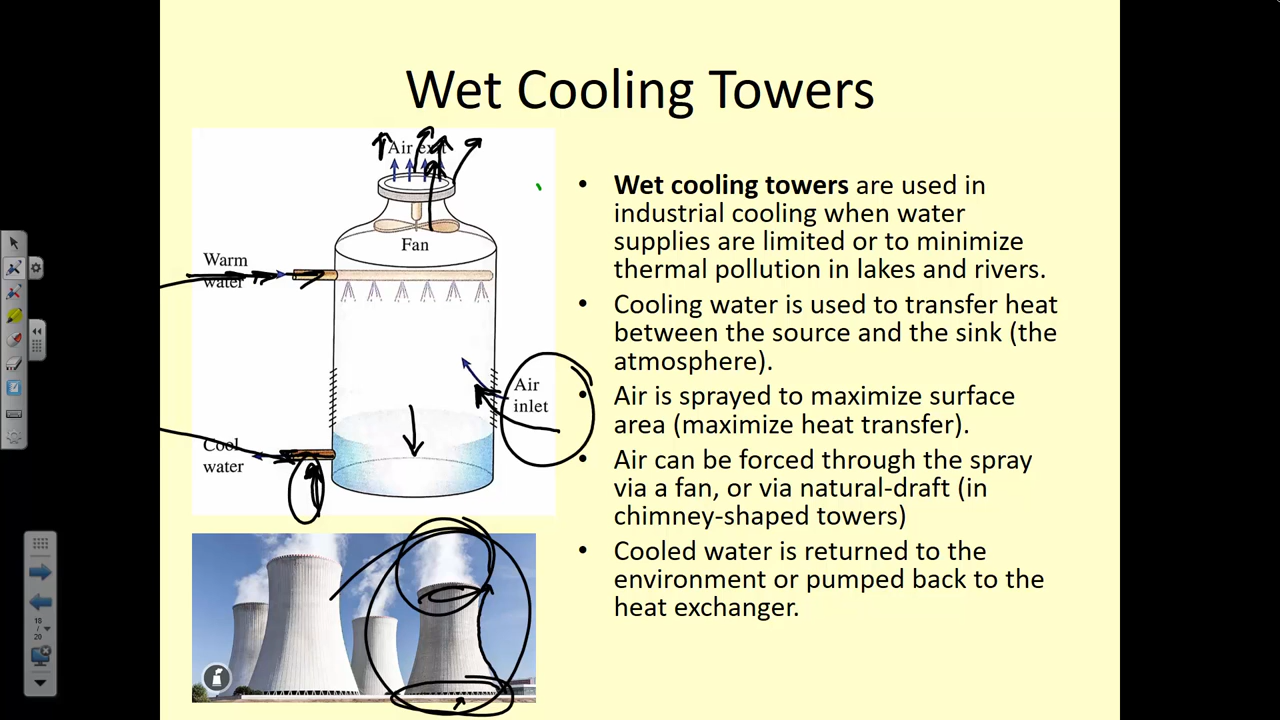 Wet Cooling Towers
Air exit
Fan
Warm
water
Air
inlet
Cool
water
• Wet cooling towers are used in
industrial cooling when water
supplies are limited or to minimize
thermal pollution in lakes and rivers.
• Cooling water is used to transfer heat
between the source and the sink (the
atmosphere).
• Air is sprayed to maximize surface
area (maximize heat transfer).
• Air can be forced through the spray
via a fan, or via natural-draft (in
chimney-shaped towers)
• Cooled water is returned to the
environment or pumped back to the
heat exchanger.
18
/
20